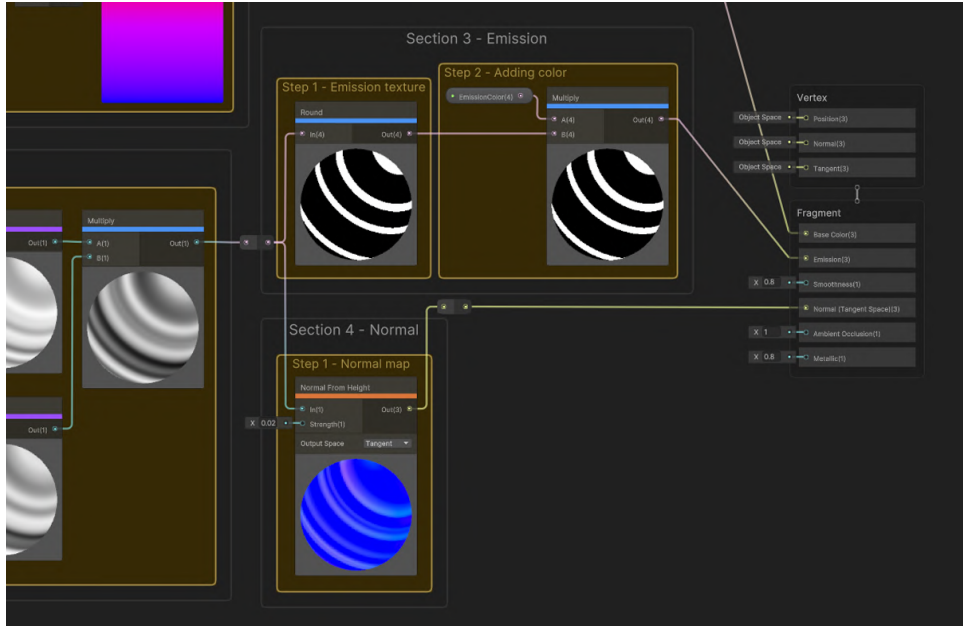 Section 3 - Emission
Step 1 - Emission texture
Round
In(4) Out(4)
Step 2 - Adding color
EmissionColor(4)
Multiply
A(4) Out(4)
B(4)
Out(1)
Multiply
A(1) Out(1)
B(1)
Out(1)
Section 4 - Normal
Step 1 - Normal map
Normal From Height
In(1) Out(3)
X 0.02 Strength(1)
Output Space Tangent
Vertex
Object Space Position(3)
Object Space Normal(3)
Object Space Tangent(3)
Fragment
Base Color(3)
Emission(3)
X 0.8 Smoothness(1)
Normal (Tangent Space)(3)
X 1 Ambient Occlusion(1)
X 0.8 Metallic(1)